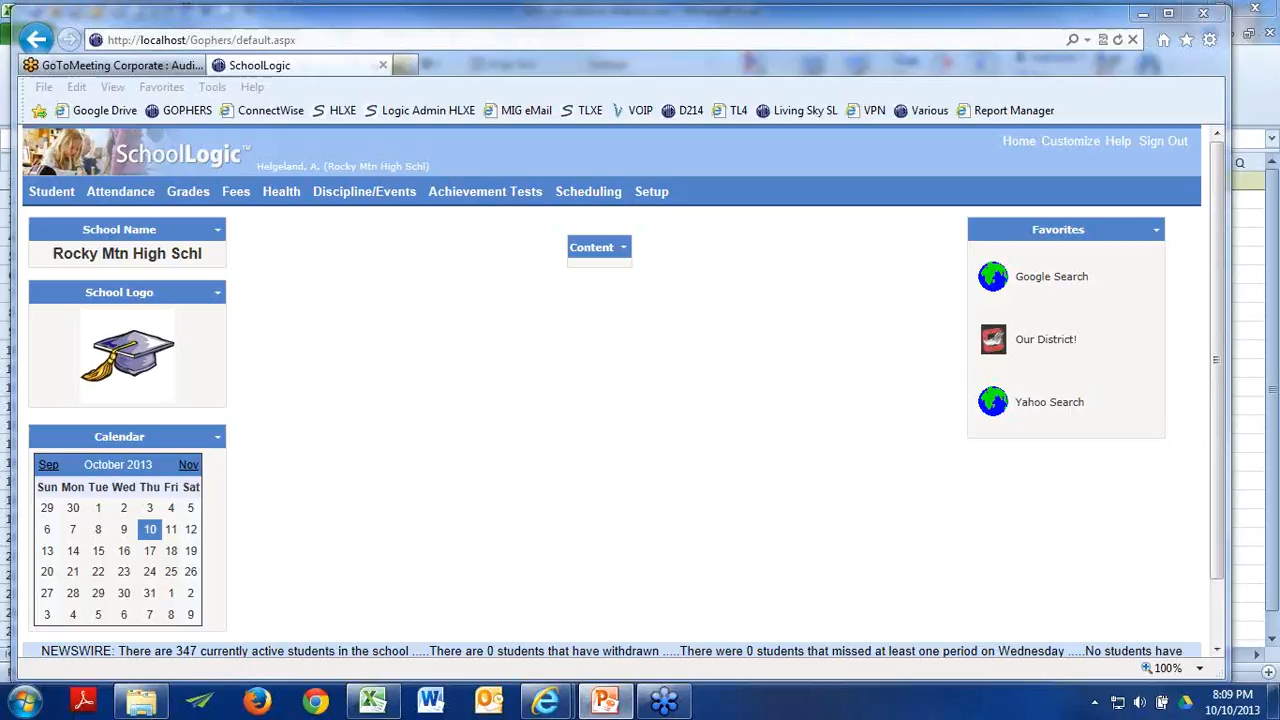 http://localhost/Gophers/default.aspx
GoToMeeting Corporate : Audi...
SchoolLogic
File Edit View Favorites Tools Help
Google Drive GOPHERS ConnectWise HLXE Logic Admin HLXE MIG eMail TLXE VOIP D214 TL4 Living Sky SL VPN Various Report Manager
SchoolLogic™
Helgeland, A. (Rocky Mtn High Schl)
Home Customize Help Sign Out
Student Attendance Grades Fees Health Discipline/Events Achievement Tests Scheduling Setup
School Name
Rocky Mtn High Schl
School Logo
Calendar
Sep October 2013 Nov
Sun Mon Tue Wed Thu Fri Sat
29 30 1 2 3 4 5
6 7 8 9 10 11 12
13 14 15 16 17 18 19
20 21 22 23 24 25 26
27 28 29 30 31 1 2
3 4 5 6 7 8 9
Content
Favorites
Google Search
Our District!
Yahoo Search
NEWSWIRE: There are 347 currently active students in the school .....There are 0 students that have withdrawn .....There were 0 students that missed at least one period on Wednesday .....No students have
100%
Q
8:09 PM
10/10/2013